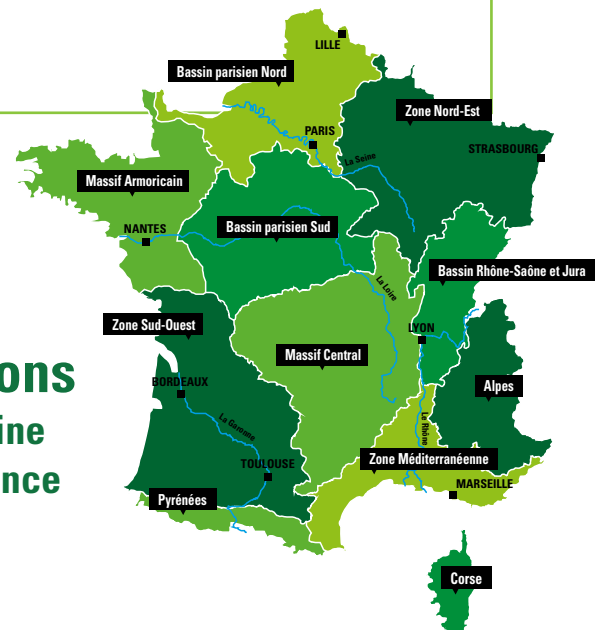 LILLE
Bassin parisien Nord
Zone Nord-Est
PARIS
STRASBOURG
La Seine
Massif Armoricain
NANTES
Bassin parisien Sud
Bassin Rhône-Saône et Jura
La Loire
Zone Sud-Ouest
LYON
Massif Central
ons
BORDEAUX
Alpes
La Garonne
Le Rhône
ine
Zone Méditerranéenne
TOULOUSE
nce
MARSEILLE
Pyrénées
Corse